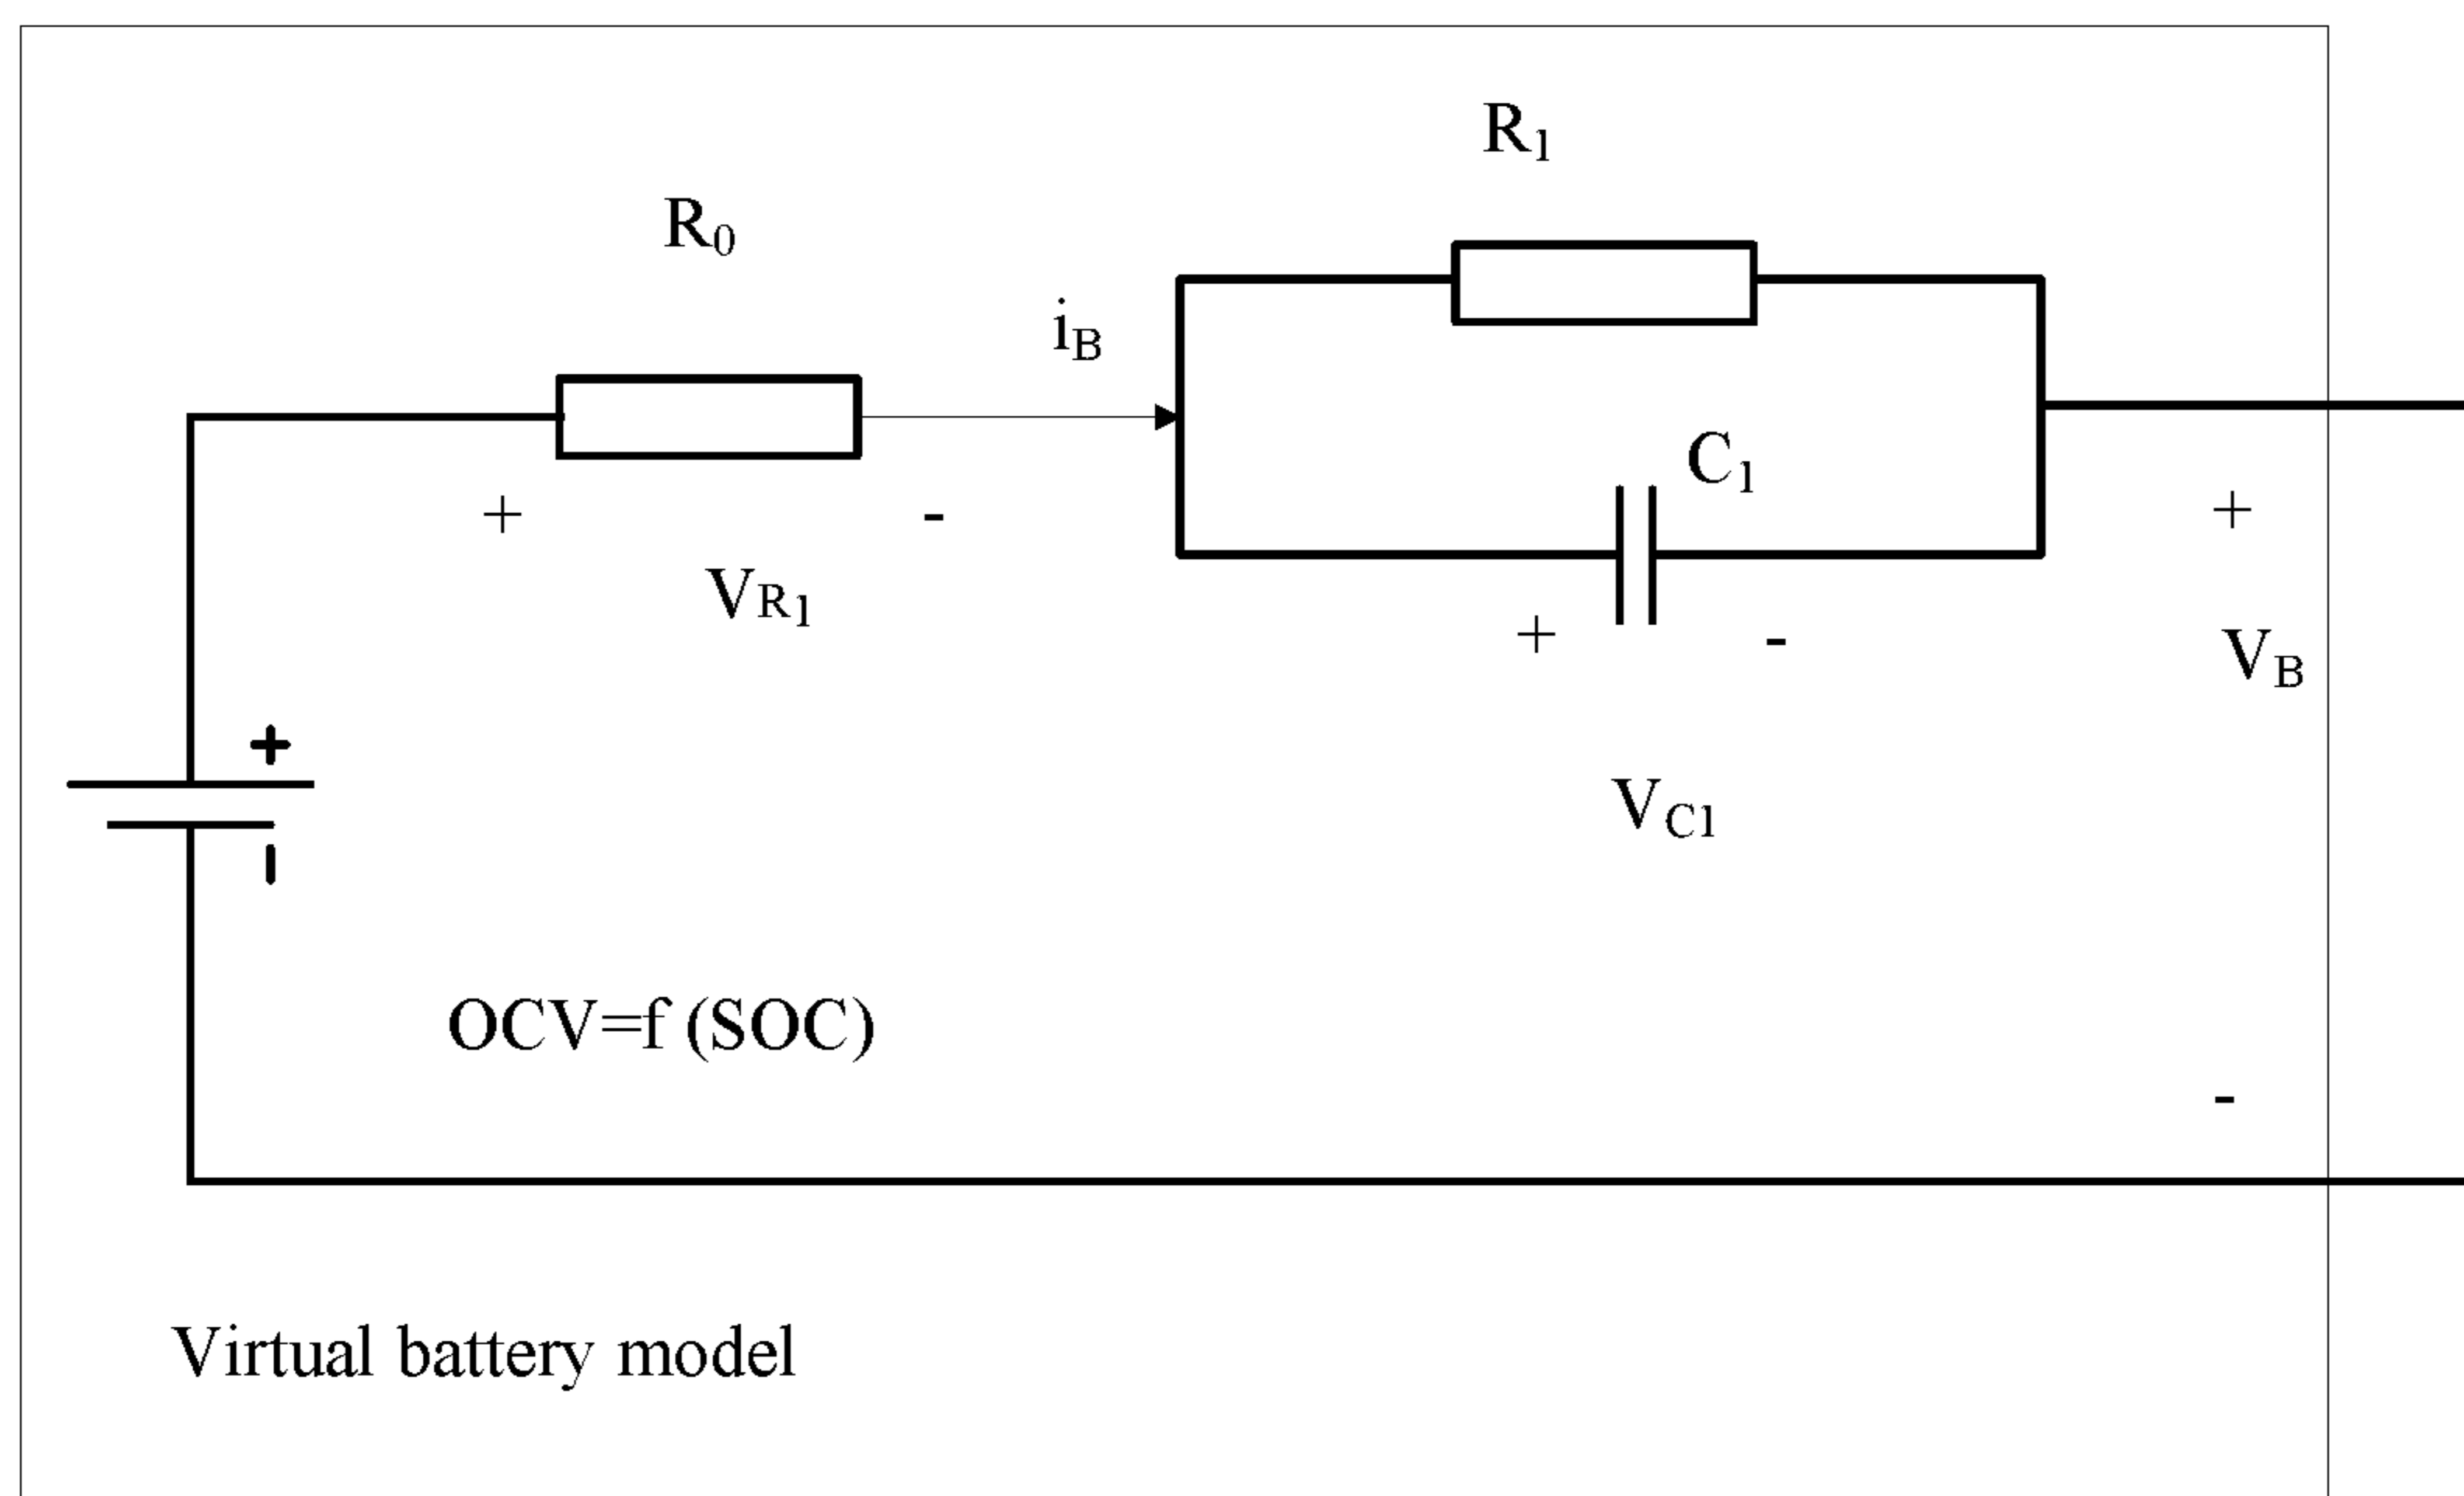 R1
R0
iB
C1
+ -
VR1
+ -
VC1
+
VB
-
+
-
OCV=f (SOC)
Virtual battery model